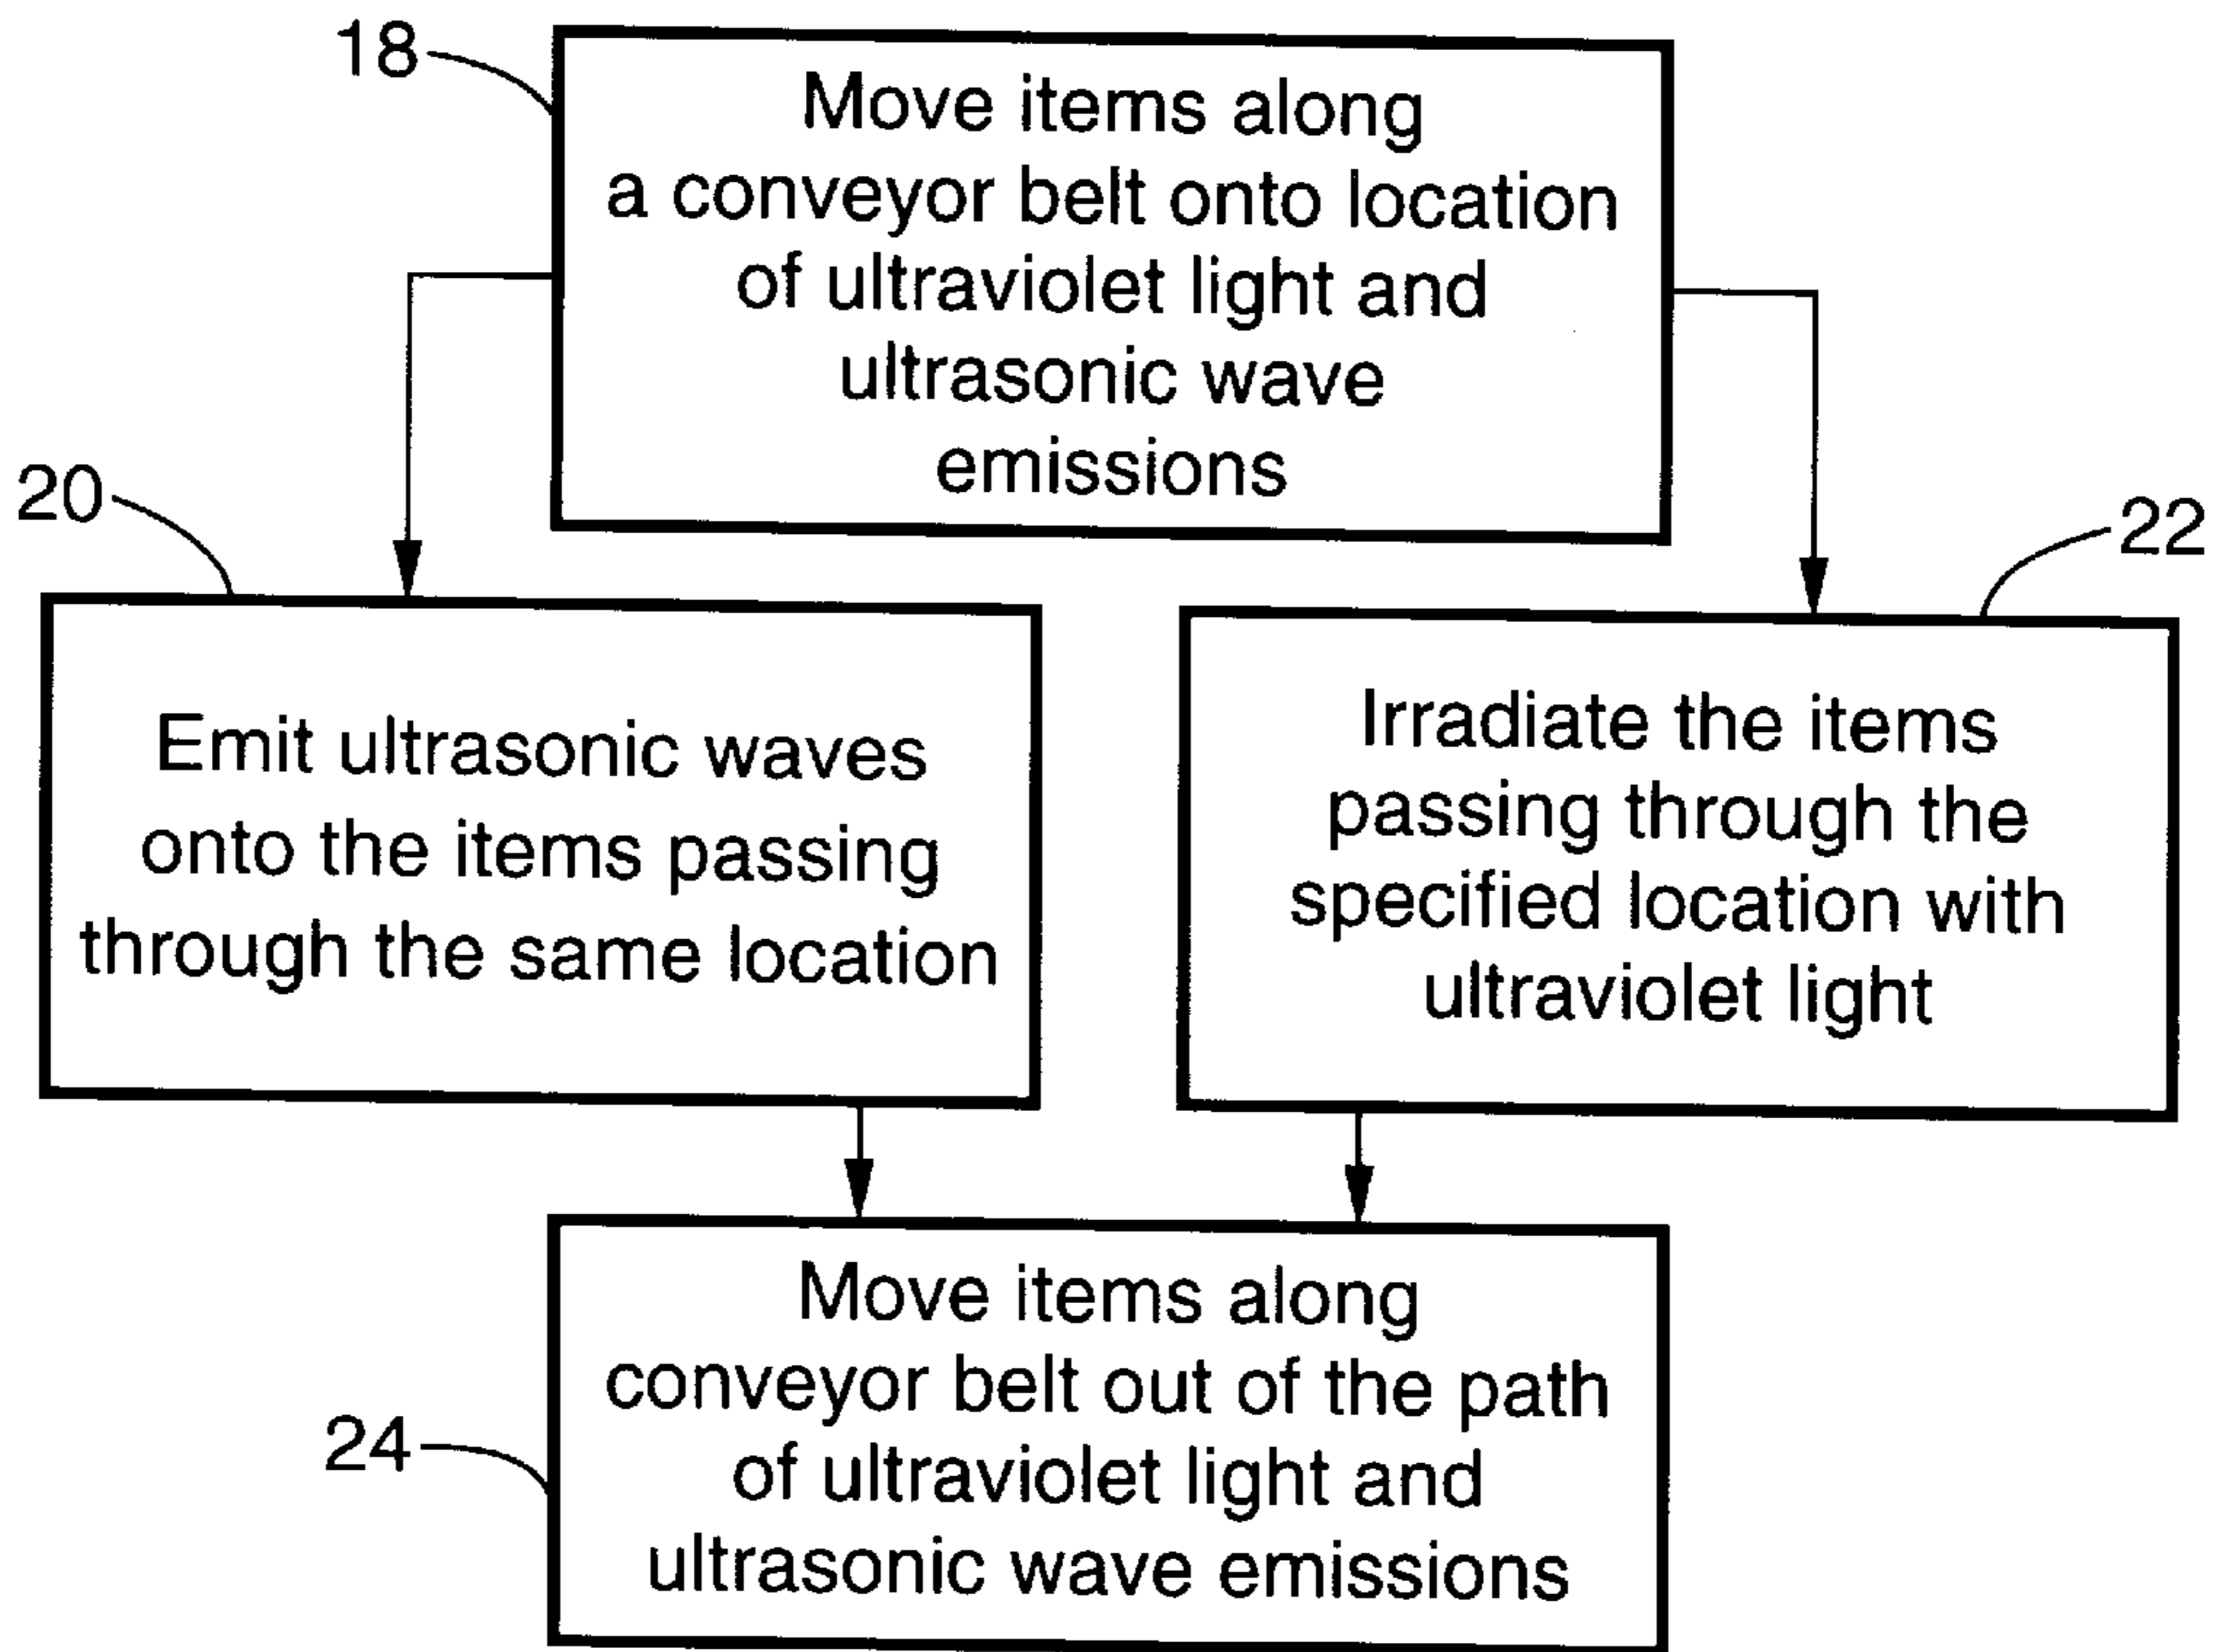 18
Move items along
a conveyor belt onto location
of ultraviolet light and
ultrasonic wave
emissions
20
Emit ultrasonic waves
onto the items passing
through the same location
22
Irradiate the items
passing through the
specified location with
ultraviolet light
24
Move items along
conveyor belt out of the path
of ultraviolet light and
ultrasonic wave emissions